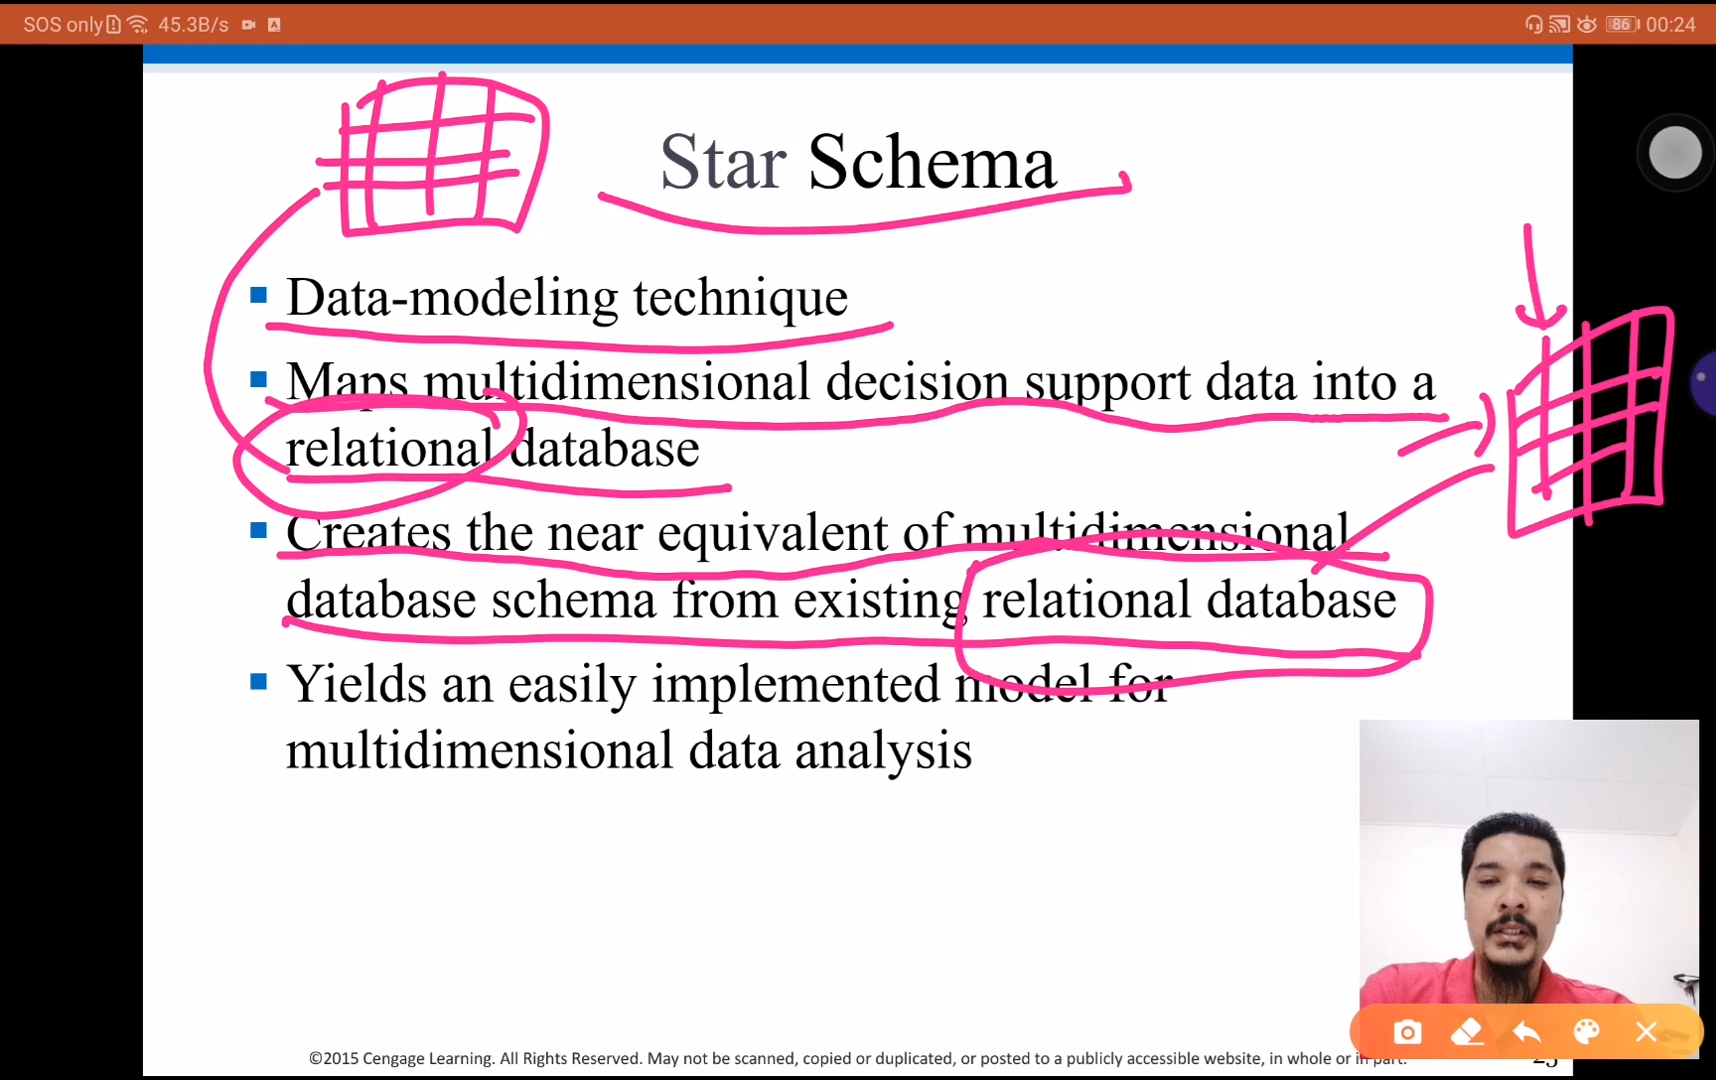 SOS only 45.3B/s 86 00:24
Star Schema
Data-modeling technique
Maps multidimensional decision support data into a
relational database
Creates the near equivalent of multidimensional
database schema from existing relational database
Yields an easily implemented model for
multidimensional data analysis
©2015 Cengage Learning. All Rights Reserved. May not be scanned, copied or duplicated, or posted to a publicly accessible website, in whole or in part.